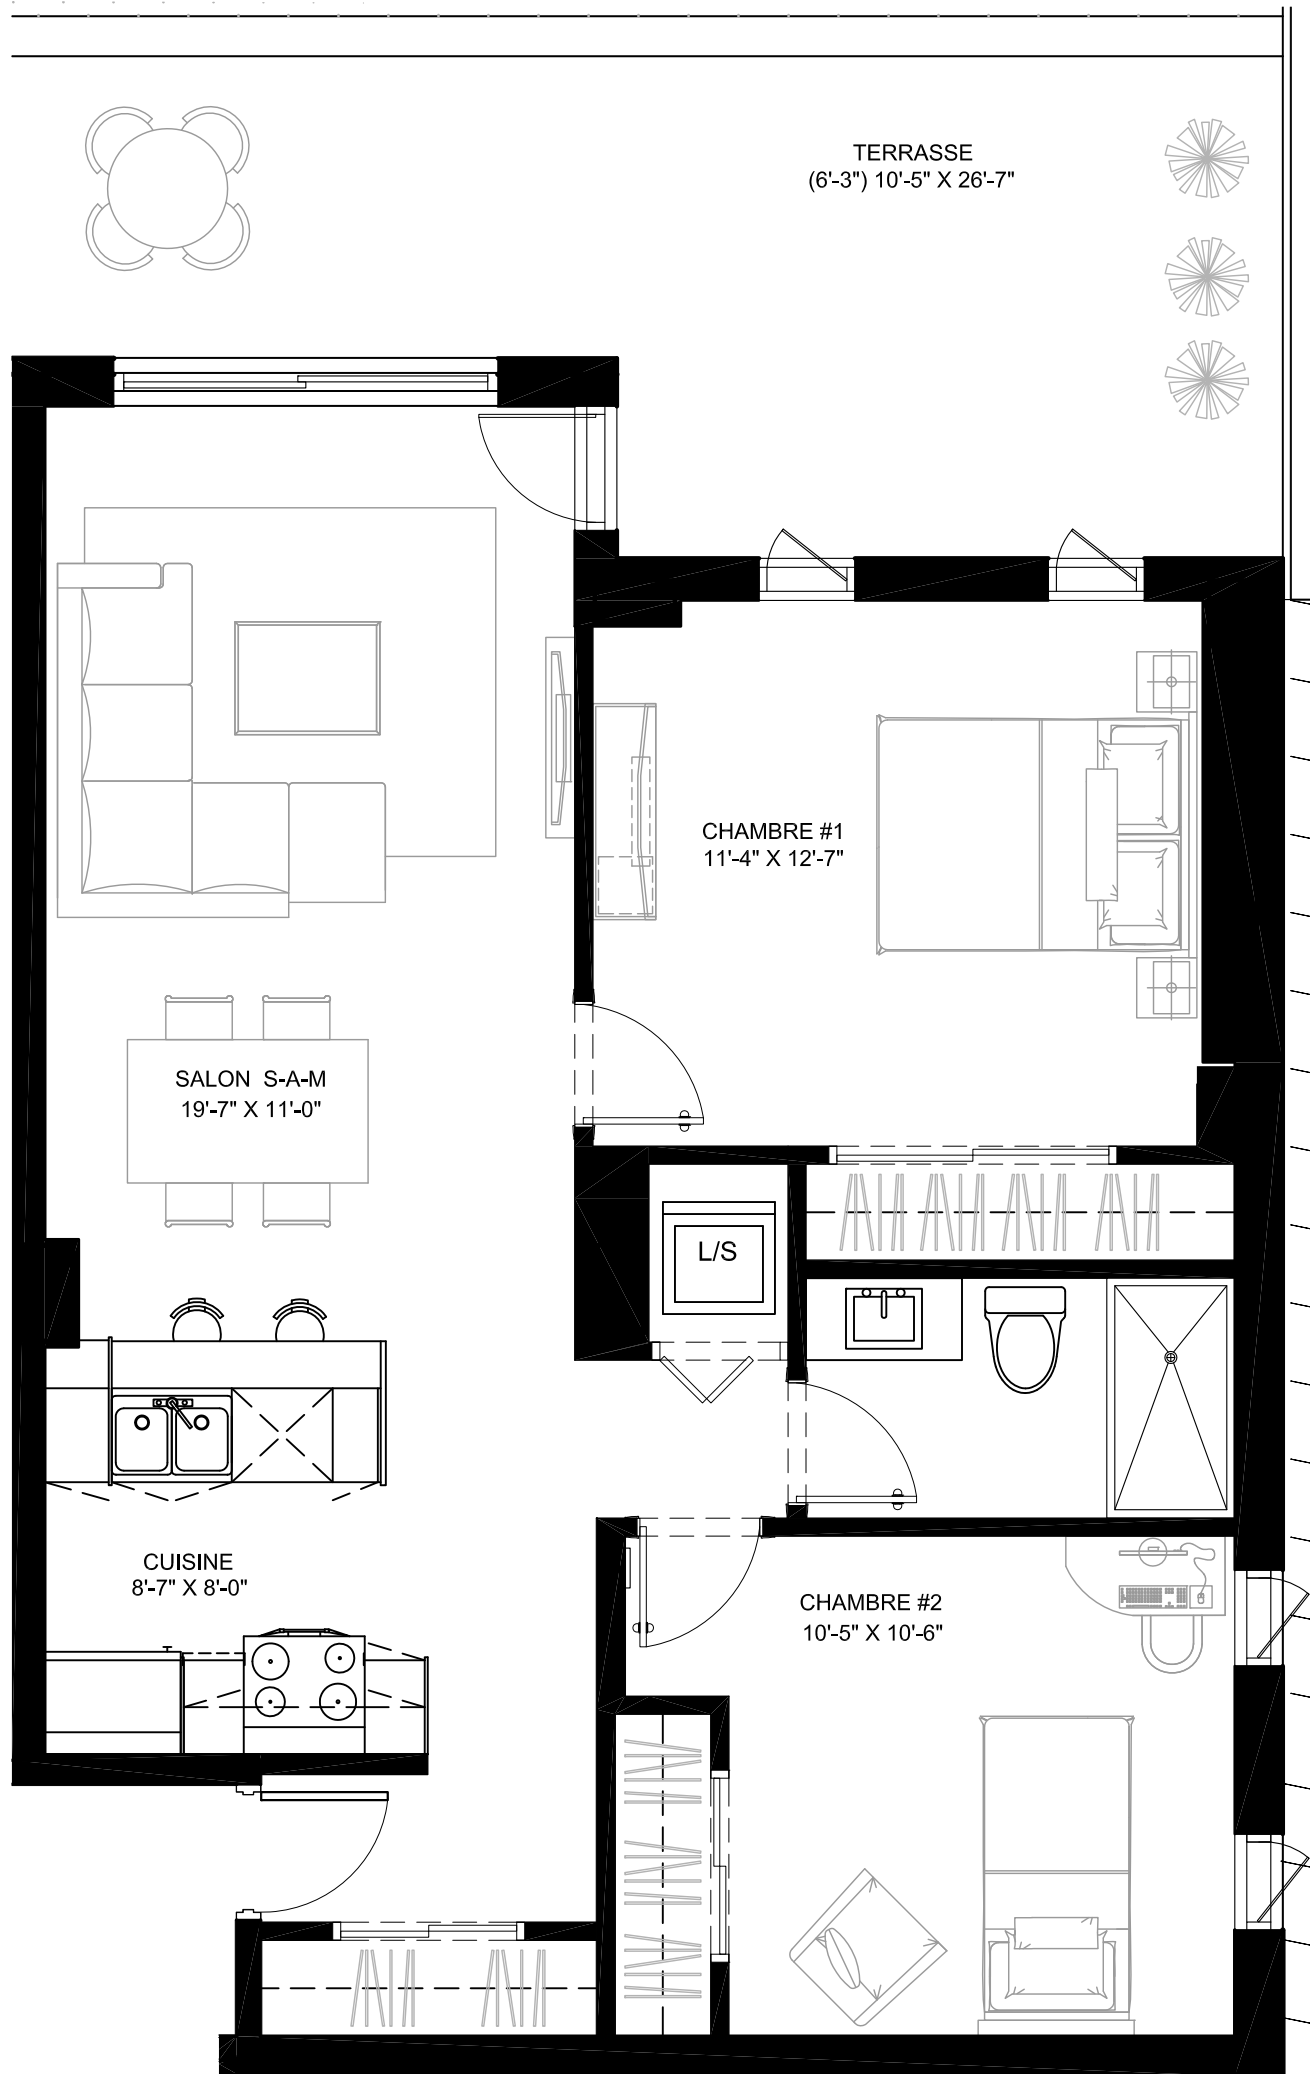 TERRASSE
(6'-3") 10'-5" X 26'-7"
CHAMBRE #1
11'-4" X 12'-7"
SALON S-A-M
19'-7" X 11'-0"
L/S
CUISINE
8'-7" X 8'-0"
CHAMBRE #2
10'-5" X 10'-6"